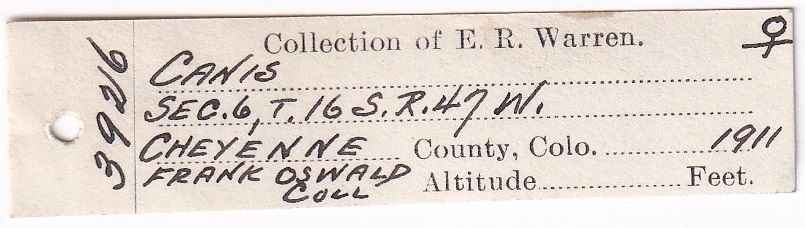 3926
Collection of E. R. Warren. ♀
CANIS
SEC. 6, T. 16 S. R. 47 W.
CHEYENNE County, Colo. 1911
FRANK OSWALD Altitude Feet.
COLL